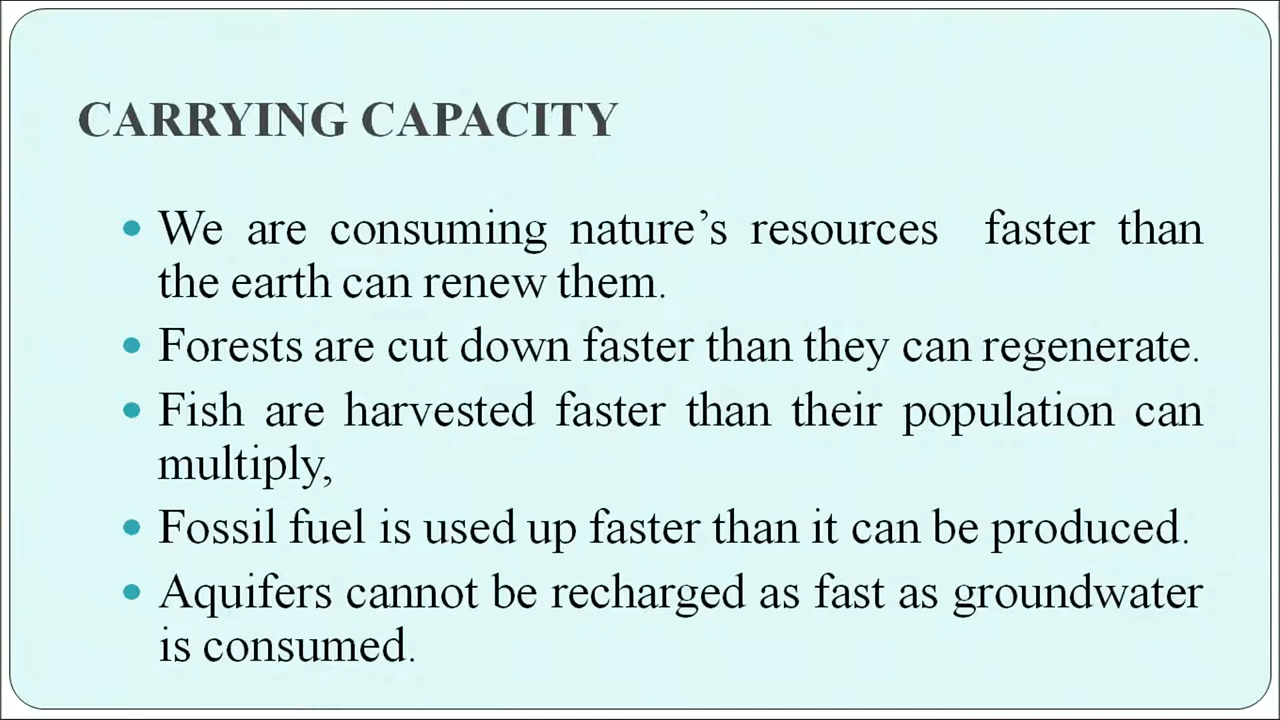 CARRYING CAPACITY
• We are consuming nature’s resources faster than
the earth can renew them.
• Forests are cut down faster than they can regenerate.
• Fish are harvested faster than their population can
multiply,
• Fossil fuel is used up faster than it can be produced.
• Aquifers cannot be recharged as fast as groundwater
is consumed.